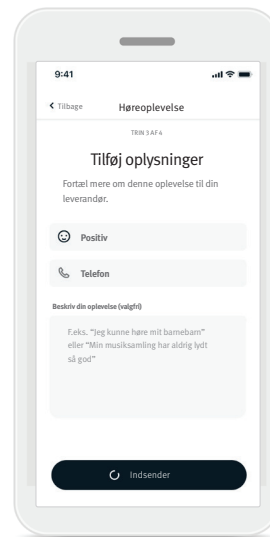 9:41
Tilbage
Høreoplevelse
TRIN 3 AF 4
Tilføj oplysninger
Fortæl mere om denne oplevelse til din
leverandør.
Positiv
Telefon
Beskriv din oplevelse (valgfri)
F.eks. "Jeg kunne høre mit barnebarn"
eller "Min musiksamling har aldrig lydt
så god"
Indsender